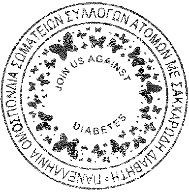 ΠΑΝΕΛΛΗΝΙΑ ΟΜΟΣΠΟΝΔΙΑ ΣΩΜΑΤΕΙΩΝ ΣΥΛΛΟΓΩΝ ΑΤΟΜΩΝ ΜΕ ΣΑΚΧΑΡΩΔΗ ΔΙΑΒΗΤΗ
JOIN US AGAINST
DIABETES